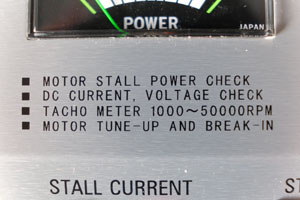 POWER
JAPAN
■ MOTOR STALL POWER CHECK
■ DC CURRENT, VOLTAGE CHECK
■ TACHO METER 1000～50000RPM
■ MOTOR TUNE-UP AND BREAK-IN
STALL CURRENT